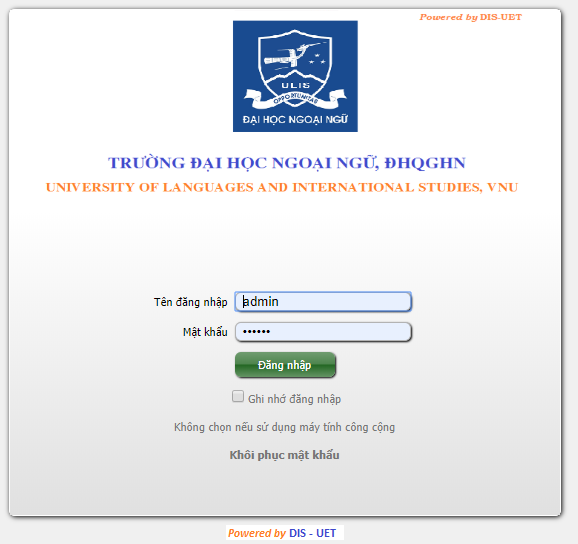 Powered by DIS-UET
ULIS
OPPORTUNITAS
ĐẠI HỌC NGOẠI NGỮ
TRƯỜNG ĐẠI HỌC NGOẠI NGỮ, ĐHQGHN
UNIVERSITY OF LANGUAGES AND INTERNATIONAL STUDIES, VNU
Tên đăng nhập admin
Mật khẩu ••••••
Đăng nhập
Ghi nhớ đăng nhập
Không chọn nếu sử dụng máy tính công cộng
Khôi phục mật khẩu
Powered by DIS - UET